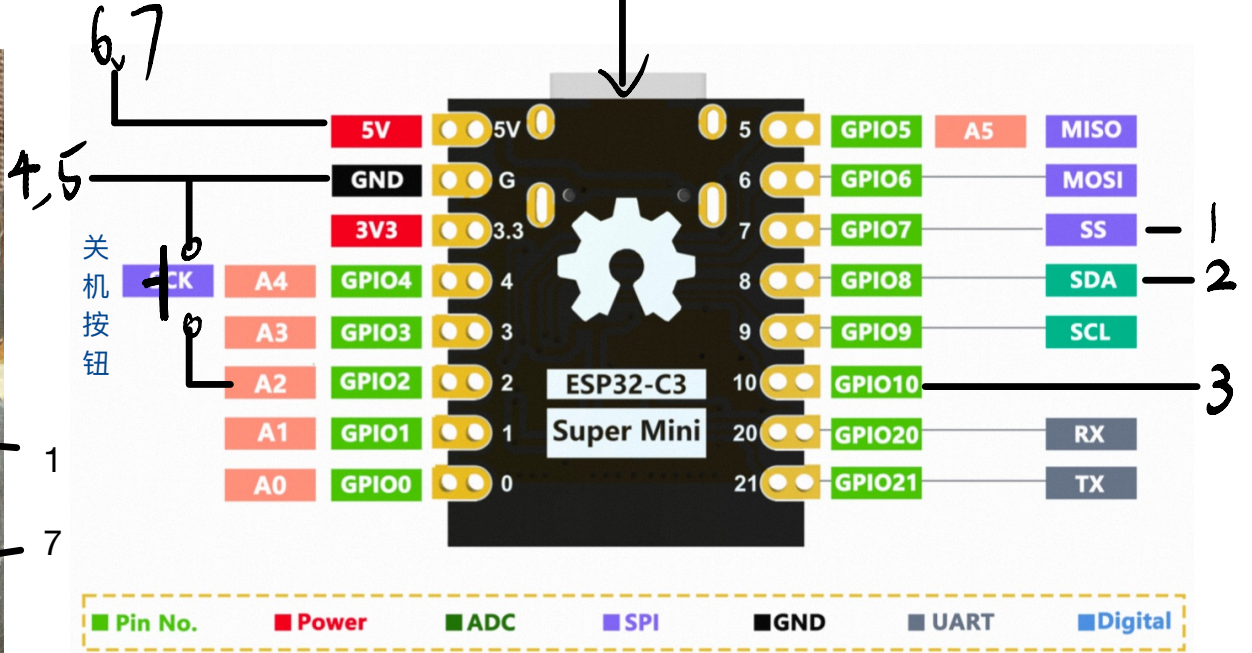 6,7
5V 5V 5 GPIO5 A5 MISO
4,5 GND G 6 GPIO6 MOSI
3V3 3.3 7 GPIO7 SS 1
关机按钮
CK A4 GPIO4 4 8 GPIO8 SDA 2
A3 GPIO3 3 9 GPIO9 SCL
A2 GPIO2 2 ESP32-C3 10 GPIO10 3
A1 GPIO1 1 Super Mini 20 GPIO20 RX
1
A0 GPIO0 0 21 GPIO21 TX
7
Pin No. Power ADC SPI GND UART Digital